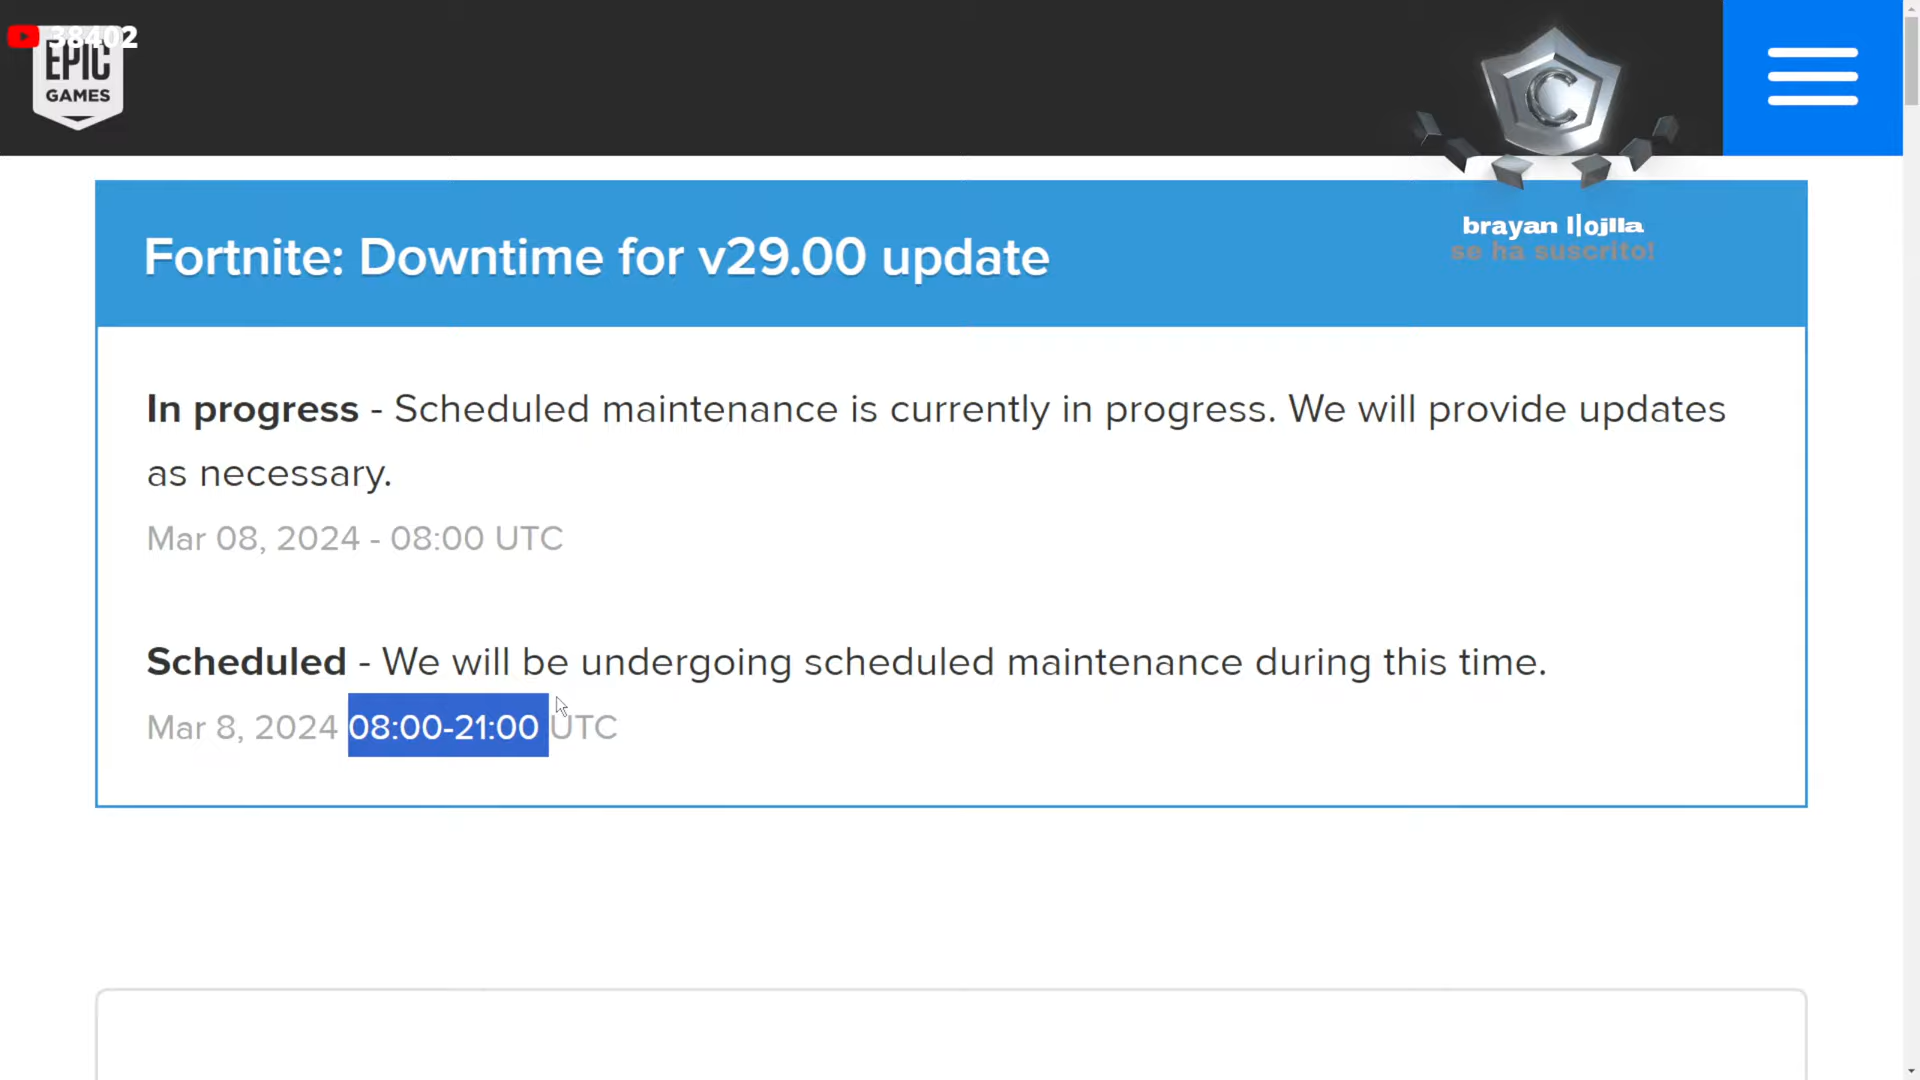 38402
EPIC
GAMES
C
brayan l|ojlla
se ha suscrito!
Fortnite: Downtime for v29.00 update
In progress - Scheduled maintenance is currently in progress. We will provide updates
as necessary.
Mar 08, 2024 - 08:00 UTC
Scheduled - We will be undergoing scheduled maintenance during this time.
Mar 8, 2024 08:00-21:00 UTC